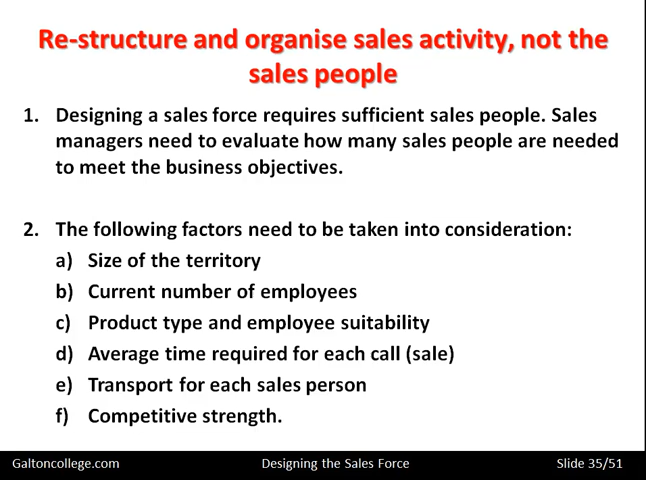 Re-structure and organise sales activity, not the
sales people
1. Designing a sales force requires sufficient sales people. Sales
managers need to evaluate how many sales people are needed
to meet the business objectives.
2. The following factors need to be taken into consideration:
a) Size of the territory
b) Current number of employees
c) Product type and employee suitability
d) Average time required for each call (sale)
e) Transport for each sales person
f) Competitive strength.
Galtoncollege.com Designing the Sales Force Slide 35/51